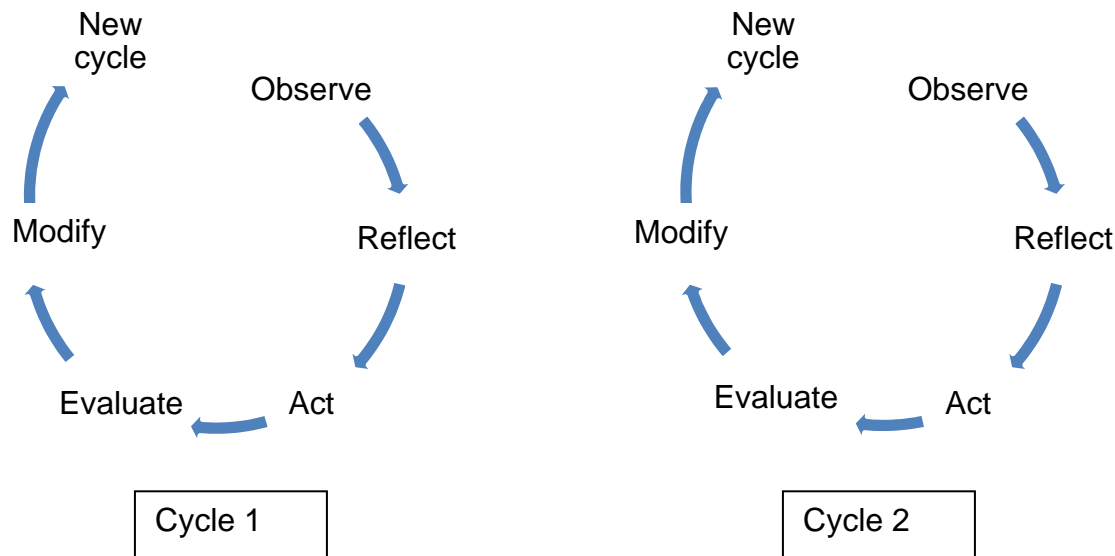 New
cycle
Observe
Reflect
Act
Evaluate
Modify
Cycle 1
New
cycle
Observe
Reflect
Act
Evaluate
Modify
Cycle 2